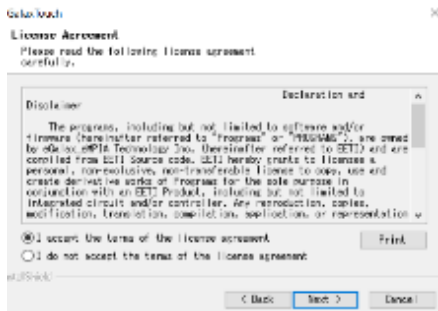 GalaxTouch
License Agreement
Please read the following license agreement
carefully.
Declaration and
Disclaimer
The programs, including but not limited to software and/or
firmware (hereinafter referred to "Programs" or "PROGRAMS"), are owned
by eGalax_eMPIA Technology Inc. (hereinafter referred to EETI) and are
compiled from EETI Source code. EETI hereby grants to licensee a
personal, non-exclusive, non-transferable license to copy, use and
create derivative works of Programs for the sole purpose in
conjunction with an EETI Product, including but not limited to
integrated circuit and/or controller. Any reproduction, copies,
modification, translation, compilation, application, or representation
I accept the terms of the license agreement
Print
I do not accept the terms of the license agreement
InstallShield
< Back
Next >
Cancel